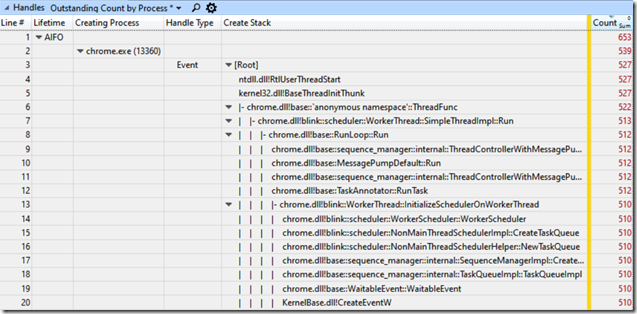 Handles Outstanding Count by Process *
Line # Lifetime Creating Process Handle Type Create Stack Count Sum
1 AIFO 653
2 chrome.exe (13360) 539
3 Event [Root] 527
4 ntdll.dll!RtlUserThreadStart 527
5 kernel32.dll!BaseThreadInitThunk 527
6 |- chrome.dll!base::`anonymous namespace'::ThreadFunc 522
7 | |- chrome.dll!blink::scheduler::WorkerThread::SimpleThreadImpl::Run 513
8 | | |- chrome.dll!base::RunLoop::Run 512
9 | | | chrome.dll!base::sequence_manager::internal::ThreadControllerWithMessagePu... 512
10 | | | chrome.dll!base::MessagePumpDefault::Run 512
11 | | | chrome.dll!base::sequence_manager::internal::ThreadControllerWithMessagePu... 512
12 | | | chrome.dll!base::TaskAnnotator::RunTask 512
13 | | | |- chrome.dll!blink::WorkerThread::InitializeSchedulerOnWorkerThread 510
14 | | | | chrome.dll!blink::scheduler::WorkerScheduler::WorkerScheduler 510
15 | | | | chrome.dll!blink::scheduler::NonMainThreadSchedulerImpl::CreateTaskQueue 510
16 | | | | chrome.dll!blink::scheduler::NonMainThreadSchedulerHelper::NewTaskQueue 510
17 | | | | chrome.dll!base::sequence_manager::internal::SequenceManagerImpl::Create... 510
18 | | | | chrome.dll!base::sequence_manager::internal::TaskQueueImpl::TaskQueueImpl 510
19 | | | | chrome.dll!base::WaitableEvent::WaitableEvent 510
20 | | | | KernelBase.dll!CreateEventW 510